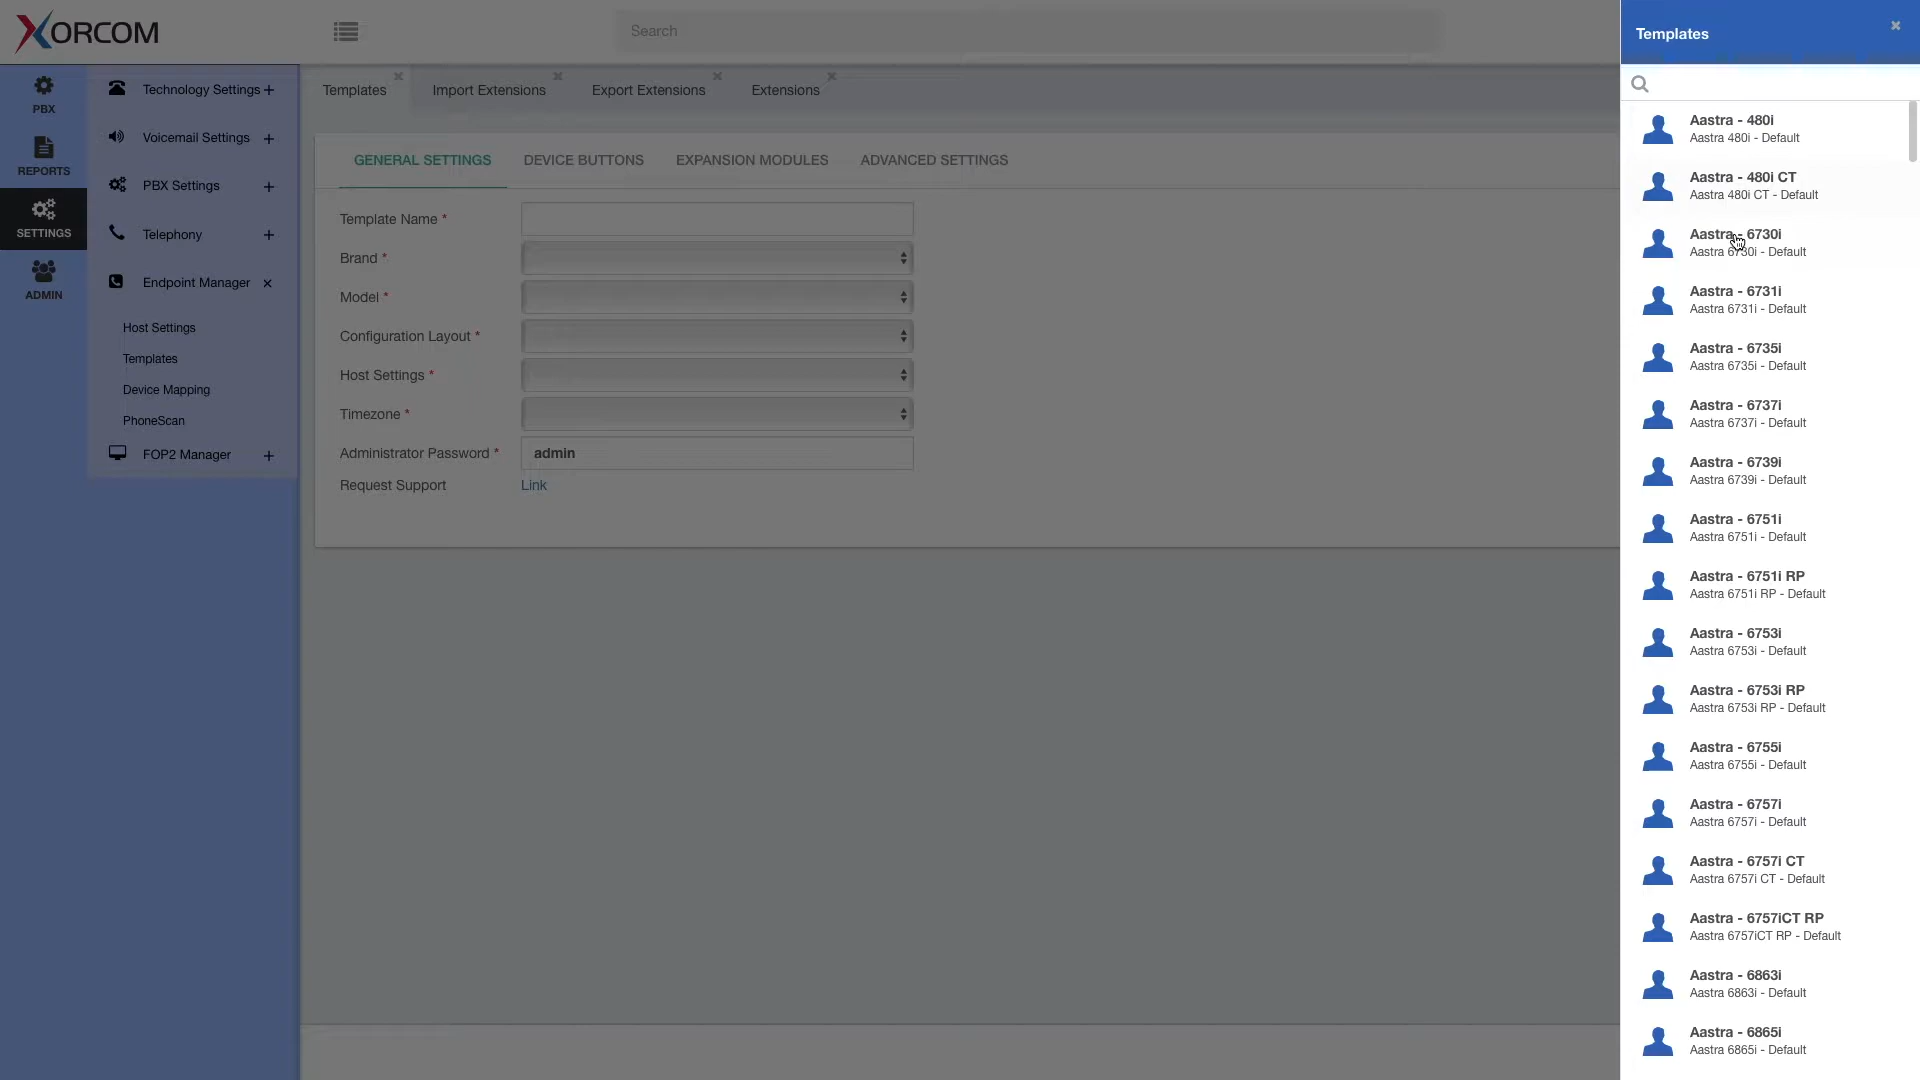 XORCOM
Search
Templates
PBX
REPORTS
SETTINGS
ADMIN
Technology Settings +
Voicemail Settings +
PBX Settings +
Telephony +
Endpoint Manager ×
Host Settings
Templates
Device Mapping
PhoneScan
FOP2 Manager +
Templates
Import Extensions
Export Extensions
Extensions
GENERAL SETTINGS
DEVICE BUTTONS
EXPANSION MODULES
ADVANCED SETTINGS
Template Name *
Brand *
Model *
Configuration Layout *
Host Settings *
Timezone *
Administrator Password * admin
Request Support Link
Aastra - 480i
Aastra 480i - Default
Aastra - 480i CT
Aastra 480i CT - Default
Aastra - 6730i
Aastra 6730i - Default
Aastra - 6731i
Aastra 6731i - Default
Aastra - 6735i
Aastra 6735i - Default
Aastra - 6737i
Aastra 6737i - Default
Aastra - 6739i
Aastra 6739i - Default
Aastra - 6751i
Aastra 6751i - Default
Aastra - 6751i RP
Aastra 6751i RP - Default
Aastra - 6753i
Aastra 6753i - Default
Aastra - 6753i RP
Aastra 6753i RP - Default
Aastra - 6755i
Aastra 6755i - Default
Aastra - 6757i
Aastra 6757i - Default
Aastra - 6757i CT
Aastra 6757i CT - Default
Aastra - 6757iCT RP
Aastra 6757iCT RP - Default
Aastra - 6863i
Aastra 6863i - Default
Aastra - 6865i
Aastra 6865i - Default